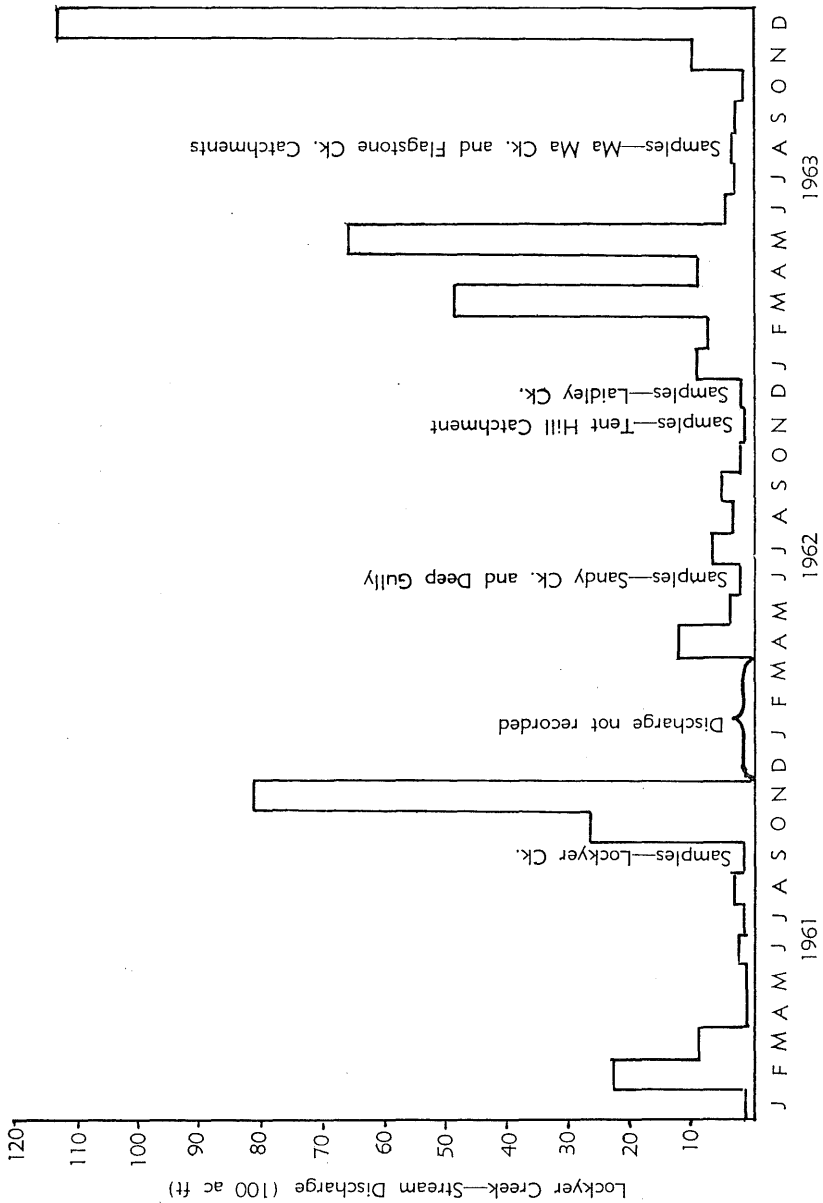 Lockyer Creek—Stream Discharge (100 ac ft)
120
110
100
90
80
70
60
50
40
30
20
10
Samples—Lockyer Ck.
Discharge not recorded
Samples—Sandy Ck. and Deep Gully
Samples—Tent Hill Catchment
Samples—Laidley Ck.
Samples—Ma Ma Ck. and Flagstone Ck. Catchments
J F M A M J J A S O N D J F M A M J J A S O N D J F M A M J J A S O N D
1961 1962 1963